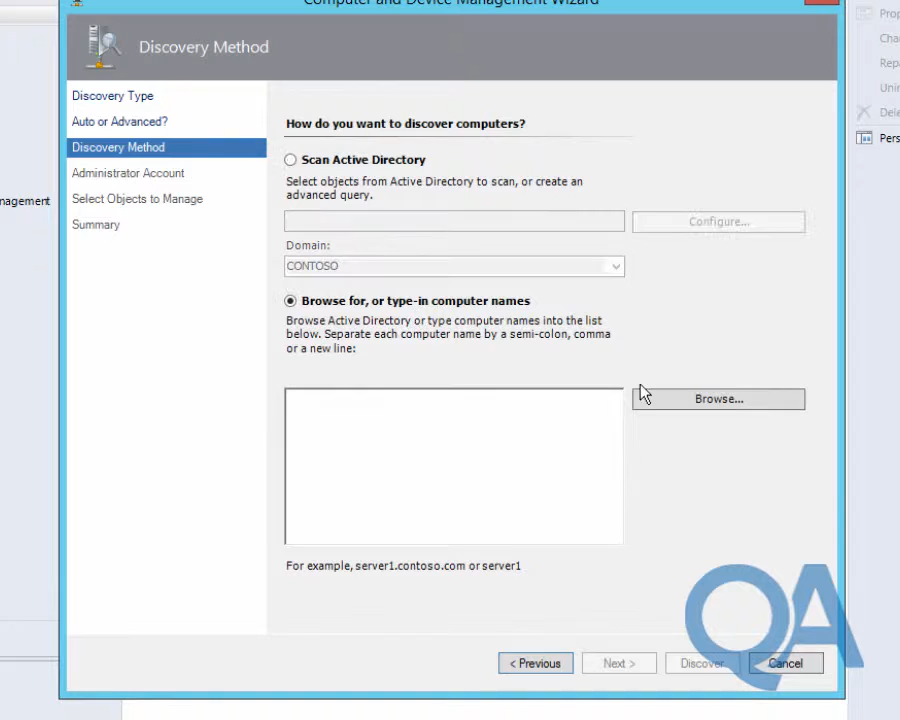 Computer and Device Management Wizard
Discovery Method
Discovery Type
Auto or Advanced?
Discovery Method
Administrator Account
Select Objects to Manage
Summary
How do you want to discover computers?
Scan Active Directory
Select objects from Active Directory to scan, or create an
advanced query.
Configure...
Domain:
CONTOSO
Browse for, or type-in computer names
Browse Active Directory or type computer names into the list
below. Separate each computer name by a semi-colon, comma
or a new line:
Browse...
For example, server1.contoso.com or server1
< Previous
Next >
Discover
Cancel
nagement
Prop
Cha
Repa
Unin
Dele
Pers
QA